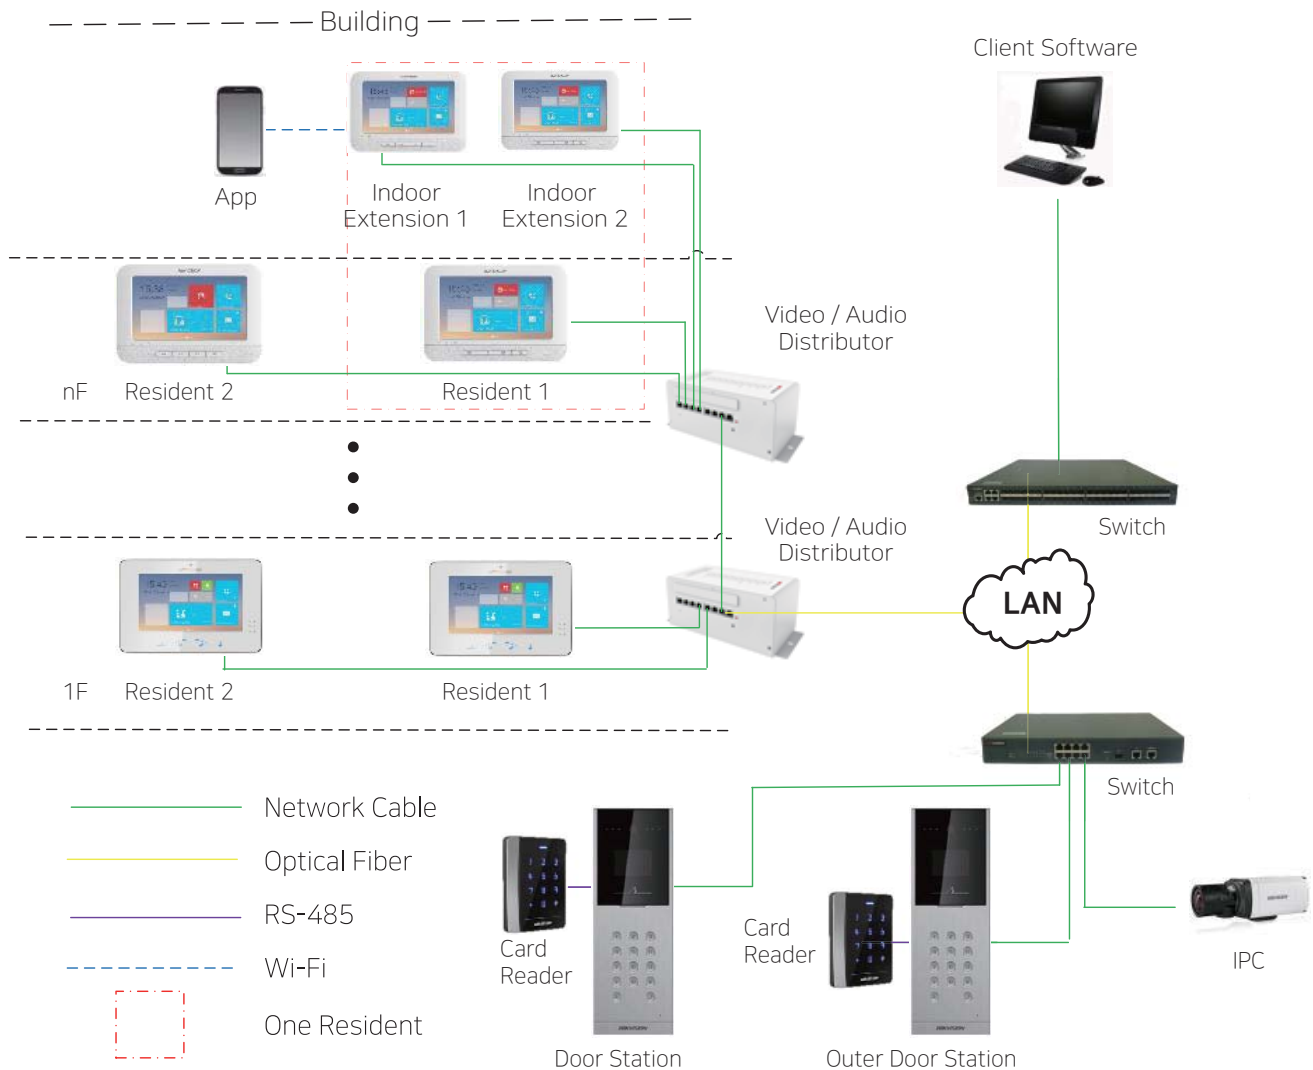 Building
Client Software
App
Indoor
Extension 1
Indoor
Extension 2
Video / Audio
Distributor
nF
Resident 2
Resident 1
Switch
Video / Audio
Distributor
LAN
1F
Resident 2
Resident 1
Switch
Network Cable
Optical Fiber
RS-485
Wi-Fi
One Resident
Card
Reader
Door Station
Card
Reader
Outer Door Station
IPC
HIKVISION
HIKVISION